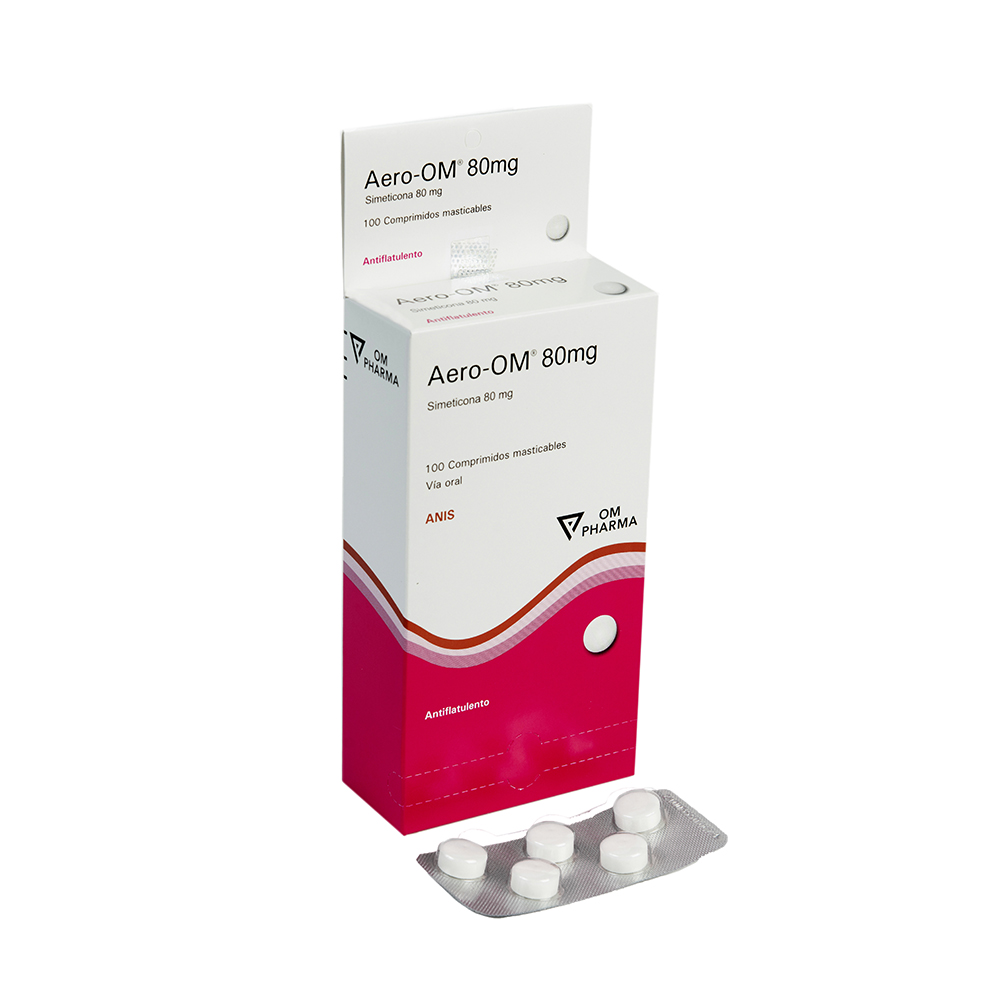 Aero-OM® 80mg
Simeticona 80 mg
100 Comprimidos masticables
Antiflatulento
Aero-OM® 80mg
Simeticona 80 mg
Antiflatulento
OM
PHARMA
Aero-OM® 80mg
Simeticona 80 mg
100 Comprimidos masticables
Vía oral
ANIS
OM
PHARMA
Antiflatulento